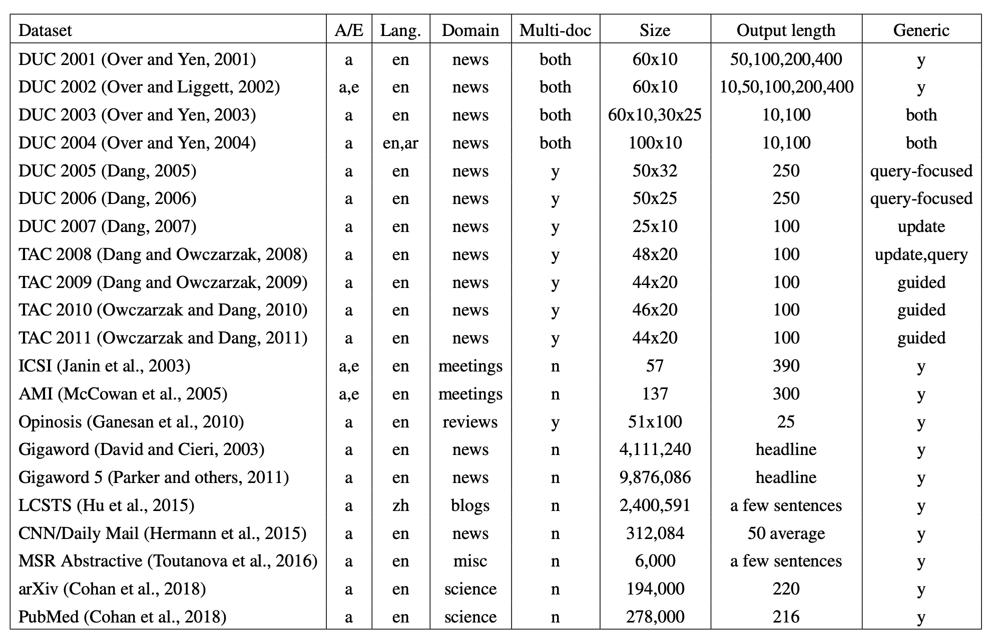 Dataset A/E Lang. Domain Multi-doc Size Output length Generic
DUC 2001 (Over and Yen, 2001) a en news both 60x10 50,100,200,400 y
DUC 2002 (Over and Liggett, 2002) a,e en news both 60x10 10,50,100,200,400 y
DUC 2003 (Over and Yen, 2003) a en news both 60x10,30x25 10,100 both
DUC 2004 (Over and Yen, 2004) a en,ar news both 100x10 10,100 both
DUC 2005 (Dang, 2005) a en news y 50x32 250 query-focused
DUC 2006 (Dang, 2006) a en news y 50x25 250 query-focused
DUC 2007 (Dang, 2007) a en news y 25x10 100 update
TAC 2008 (Dang and Owczarzak, 2008) a en news y 48x20 100 update,query
TAC 2009 (Dang and Owczarzak, 2009) a en news y 44x20 100 guided
TAC 2010 (Owczarzak and Dang, 2010) a en news y 46x20 100 guided
TAC 2011 (Owczarzak and Dang, 2011) a en news y 44x20 100 guided
ICSI (Janin et al., 2003) a,e en meetings n 57 390 y
AMI (McCowan et al., 2005) a,e en meetings n 137 300 y
Opinosis (Ganesan et al., 2010) a en reviews y 51x100 25 y
Gigaword (David and Cieri, 2003) a en news n 4,111,240 headline y
Gigaword 5 (Parker and others, 2011) a en news n 9,876,086 headline y
LCSTS (Hu et al., 2015) a zh blogs n 2,400,591 a few sentences y
CNN/Daily Mail (Hermann et al., 2015) a en news n 312,084 50 average y
MSR Abstractive (Toutanova et al., 2016) a en misc n 6,000 a few sentences y
arXiv (Cohan et al., 2018) a en science n 194,000 220 y
PubMed (Cohan et al., 2018) a en science n 278,000 216 y